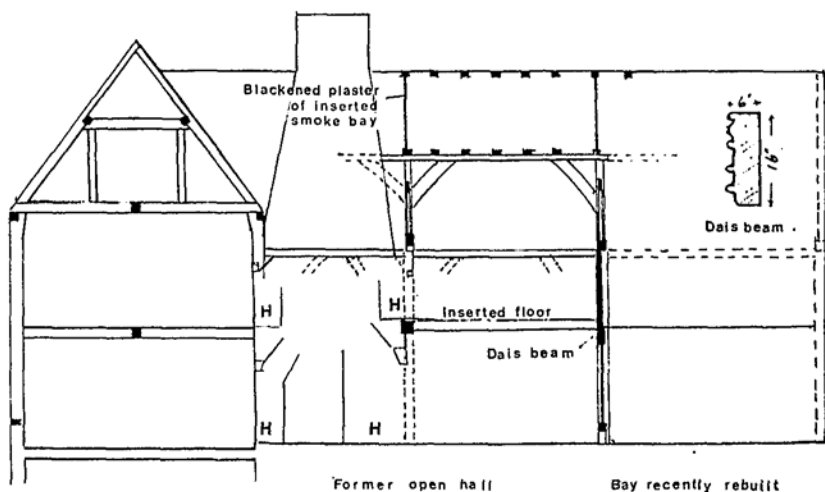 Blackened plaster
of inserted
smoke bay
6"
16"
Dais beam
H
H
Inserted floor
Dais beam
H
H
Former open hall
Bay recently rebuilt